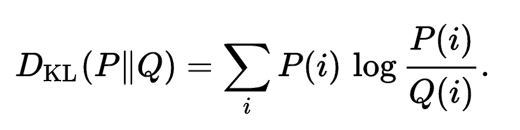 D_KL(P∥Q) = ∑_i P(i) log P(i)/Q(i).